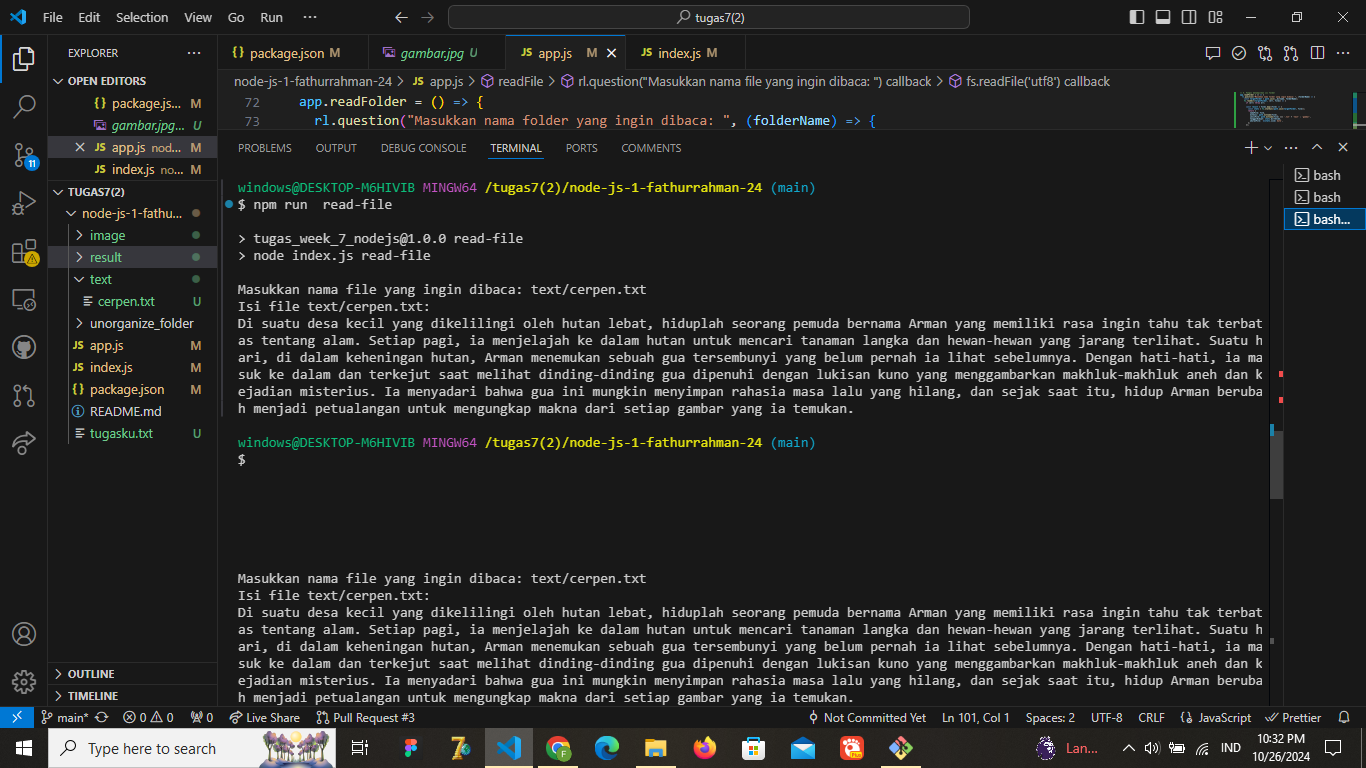 File Edit Selection View Go Run ··· tugas7(2)
EXPLORER ···
OPEN EDITORS
package.js... M
gambar.jpg... U
JS app.js nod... M
JS index.js no... M
TUGAS7(2)
node-js-1-fathu...
image
result
text
cerpen.txt U
unorganize_folder
JS app.js M
JS index.js M
{} package.json M
README.md
tugasku.txt U
OUTLINE
TIMELINE
{} package.json M gambar.jpg U JS app.js M JS index.js M
node-js-1-fathurrahman-24 > JS app.js > readFile > rl.question("Masukkan nama file yang ingin dibaca: ") callback > fs.readFile('utf8') callback
72 app.readFolder = () => {
73 rl.question("Masukkan nama folder yang ingin dibaca: ", (folderName) => {
PROBLEMS OUTPUT DEBUG CONSOLE TERMINAL PORTS COMMENTS
bash
bash
bash...
windows@DESKTOP-M6HIVIB MINGW64 /tugas7(2)/node-js-1-fathurrahman-24 (main)
$ npm run  read-file
> tugas_week_7_nodejs@1.0.0 read-file
> node index.js read-file
Masukkan nama file yang ingin dibaca: text/cerpen.txt
Isi file text/cerpen.txt:
Di suatu desa kecil yang dikelilingi oleh hutan lebat, hiduplah seorang pemuda bernama Arman yang memiliki rasa ingin tahu tak terbat
as tentang alam. Setiap pagi, ia menjelajah ke dalam hutan untuk mencari tanaman langka dan hewan-hewan yang jarang terlihat. Suatu h
ari, di dalam keheningan hutan, Arman menemukan sebuah gua tersembunyi yang belum pernah ia lihat sebelumnya. Dengan hati-hati, ia ma
suk ke dalam dan terkejut saat melihat dinding-dinding gua dipenuhi dengan lukisan kuno yang menggambarkan makhluk-makhluk aneh dan k
ejadian misterius. Ia menyadari bahwa gua ini mungkin menyimpan rahasia masa lalu yang hilang, dan sejak saat itu, hidup Arman beruba
h menjadi petualangan untuk mengungkap makna dari setiap gambar yang ia temukan.
windows@DESKTOP-M6HIVIB MINGW64 /tugas7(2)/node-js-1-fathurrahman-24 (main)
$
Masukkan nama file yang ingin dibaca: text/cerpen.txt
Isi file text/cerpen.txt:
Di suatu desa kecil yang dikelilingi oleh hutan lebat, hiduplah seorang pemuda bernama Arman yang memiliki rasa ingin tahu tak terbat
as tentang alam. Setiap pagi, ia menjelajah ke dalam hutan untuk mencari tanaman langka dan hewan-hewan yang jarang terlihat. Suatu h
ari, di dalam keheningan hutan, Arman menemukan sebuah gua tersembunyi yang belum pernah ia lihat sebelumnya. Dengan hati-hati, ia ma
suk ke dalam dan terkejut saat melihat dinding-dinding gua dipenuhi dengan lukisan kuno yang menggambarkan makhluk-makhluk aneh dan k
ejadian misterius. Ia menyadari bahwa gua ini mungkin menyimpan rahasia masa lalu yang hilang, dan sejak saat itu, hidup Arman beruba
h menjadi petualangan untuk mengungkap makna dari setiap gambar yang ia temukan.
11
main* 0 0 0 Live Share Pull Request #3 Not Committed Yet Ln 101, Col 1 Spaces: 2 UTF-8 CRLF JavaScript Prettier
Type here to search Lan... IND 10:32 PM
10/26/2024